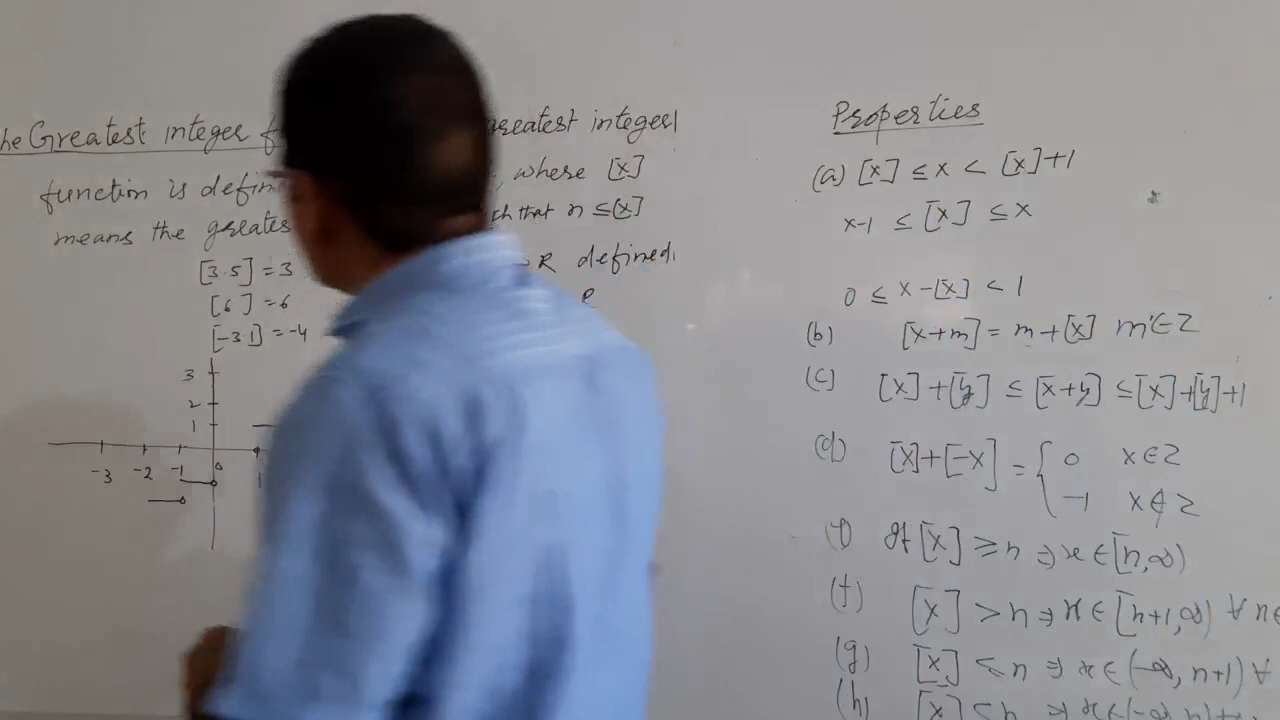 he Greatest integer f
reatest integer
function is defin
where [x]
means the greates
ch that n ≤[x]
[3.5] = 3
R defined
[6] = 6
[-3.1] = -4
3
2
1
-3 -2 -1 0 1
Properties
(a) [x] ≤ x < [x]+1
x-1 ≤ [x] ≤ x
0 ≤ x-[x] < 1
(b) [x+m] = m+[x] m∈Z
(c) [x]+[y] ≤ [x+y] ≤ [x]+[y]+1
(d) [x]+[-x] = { 0 x∈Z
-1 x∉Z
If [x] ≥ n ⇒ x∈[n,∞)
(f) [x] > n ⇒ x∈[n+1,∞) ∀ n∈
(g) [x] ≤ n ⇒ x∈(-∞, n+1) ∀
(h) [x] < n